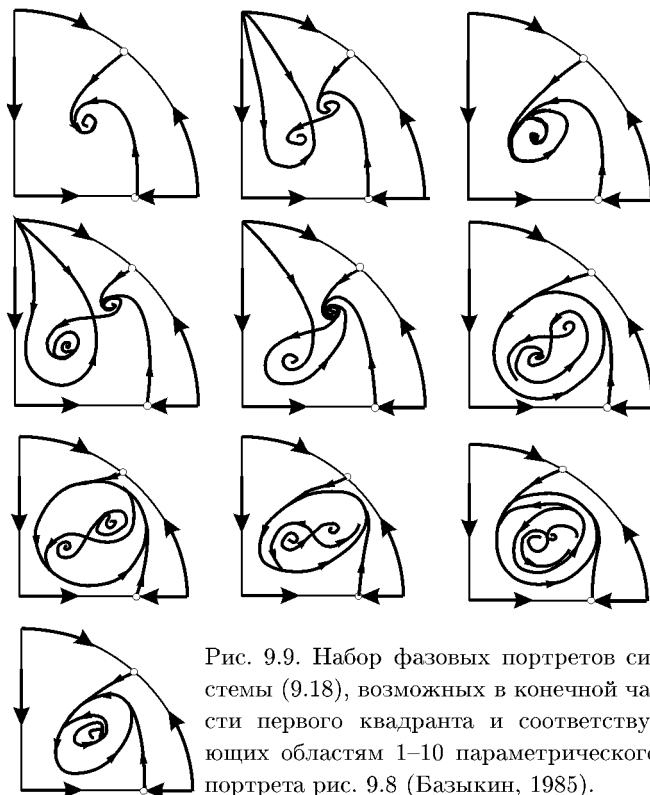 Рис. 9.9. Набор фазовых портретов си-
стемы (9.18), возможных в конечной ча-
сти первого квадранта и соответству-
ющих областям 1–10 параметрического
портрета рис. 9.8 (Базыкин, 1985).